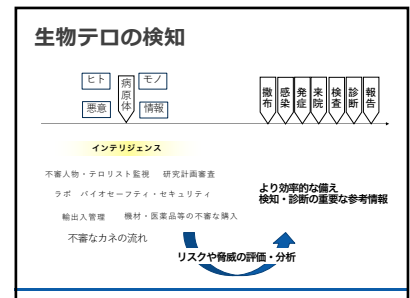 生物テロの検知
ヒト
病原体
モノ
悪意
情報
撒布
感染
発症
来院
検査
診断
報告
インテリジェンス
不審人物・テロリスト監視 研究計画審査
ラボ バイオセーフティ・セキュリティ
輸出入管理 機材・医薬品等の不審な購入
不審なカネの流れ
より効率的な備え
検知・診断の重要な参考情報
リスクや脅威の評価・分析